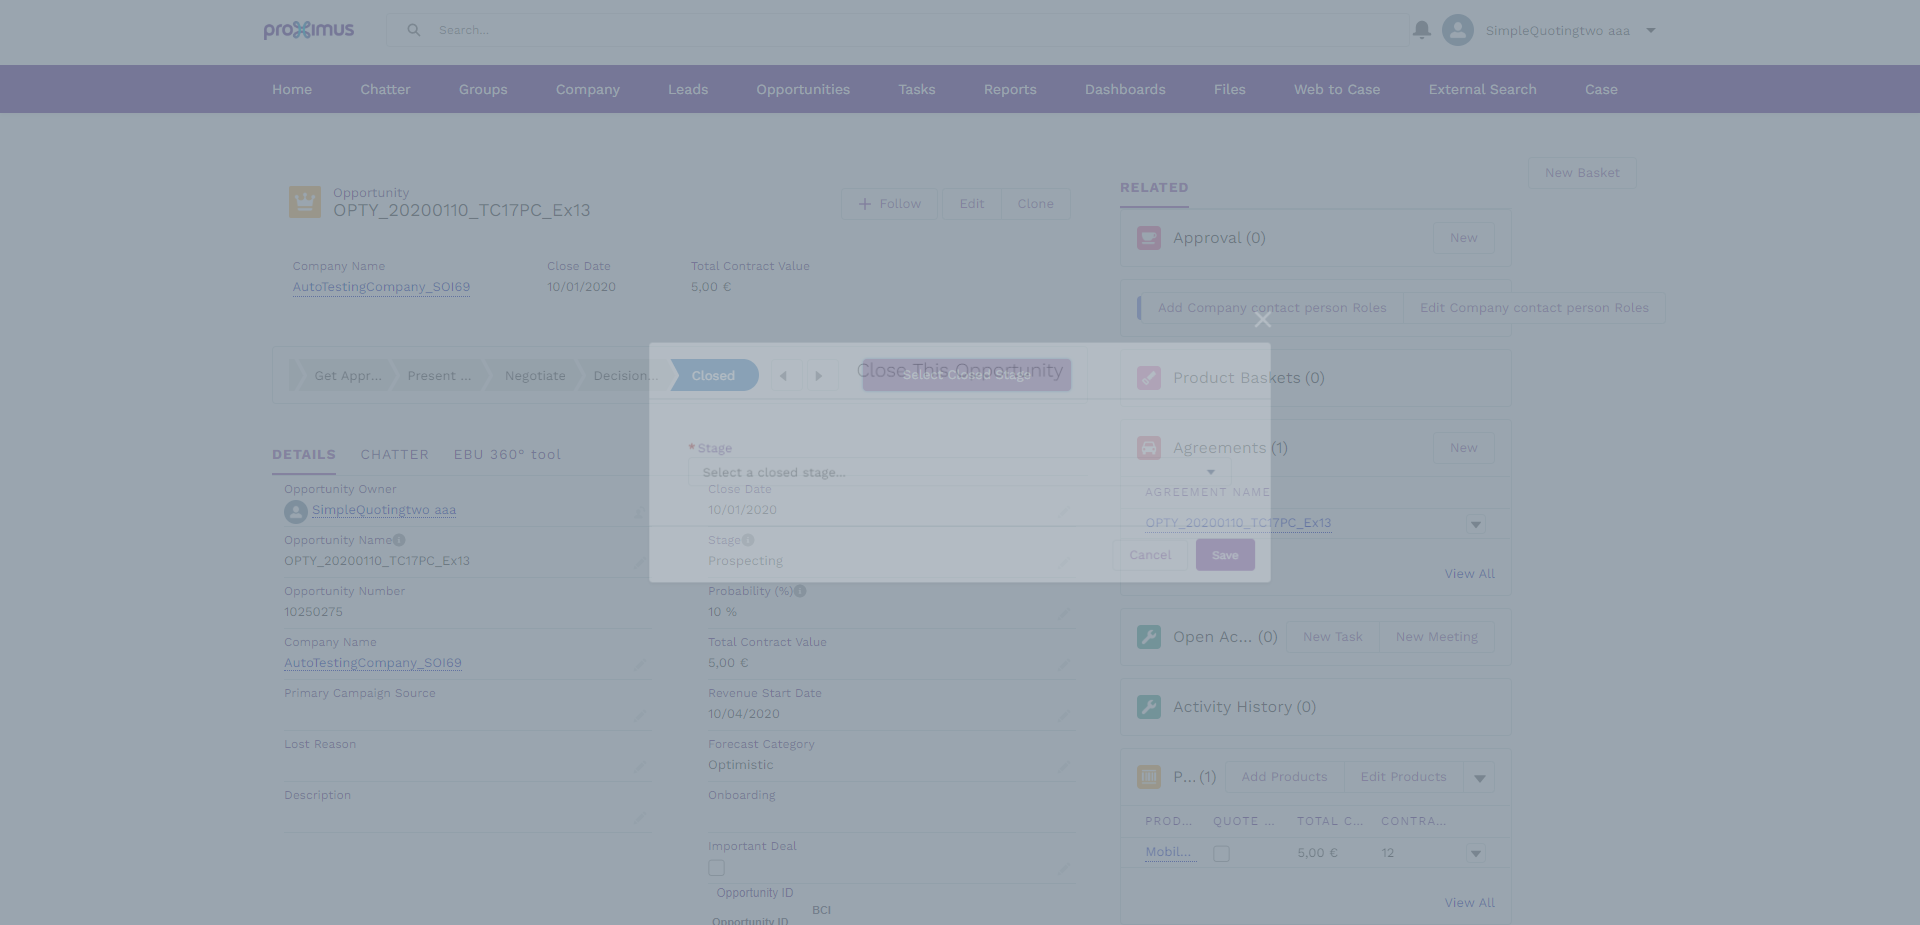 proximus
Search...
SimpleQuotingtwo aaa
Home
Chatter
Groups
Company
Leads
Opportunities
Tasks
Reports
Dashboards
Files
Web to Case
External Search
Case
New Basket
Opportunity
OPTY_20200110_TC17PC_Ex13
Follow
Edit
Clone
Company Name
AutoTestingCompany_SOI69
Close Date
10/01/2020
Total Contract Value
5,00 €
Get Appr...
Present ...
Negotiate
Decision...
Closed
Select Closed Stage
Close This Opportunity
* Stage
Select a closed stage...
Cancel
Save
DETAILS
CHATTER
EBU 360° tool
Opportunity Owner
SimpleQuotingtwo aaa
Opportunity Name
OPTY_20200110_TC17PC_Ex13
Opportunity Number
10250275
Company Name
AutoTestingCompany_SOI69
Primary Campaign Source
Lost Reason
Description
Close Date
10/01/2020
Stage
Prospecting
Probability (%)
10 %
Total Contract Value
5,00 €
Revenue Start Date
10/04/2020
Forecast Category
Optimistic
Onboarding
Important Deal
Opportunity ID
BCI
Opportunity ID
RELATED
Approval (0)
New
Add Company contact person Roles
Edit Company contact person Roles
Product Baskets (0)
Agreements (1)
New
AGREEMENT NAME
OPTY_20200110_TC17PC_Ex13
View All
Open Ac... (0)
New Task
New Meeting
Activity History (0)
P... (1)
Add Products
Edit Products
PROD...
QUOTE ...
TOTAL C...
CONTRA...
Mobil...
5,00 €
12
View All